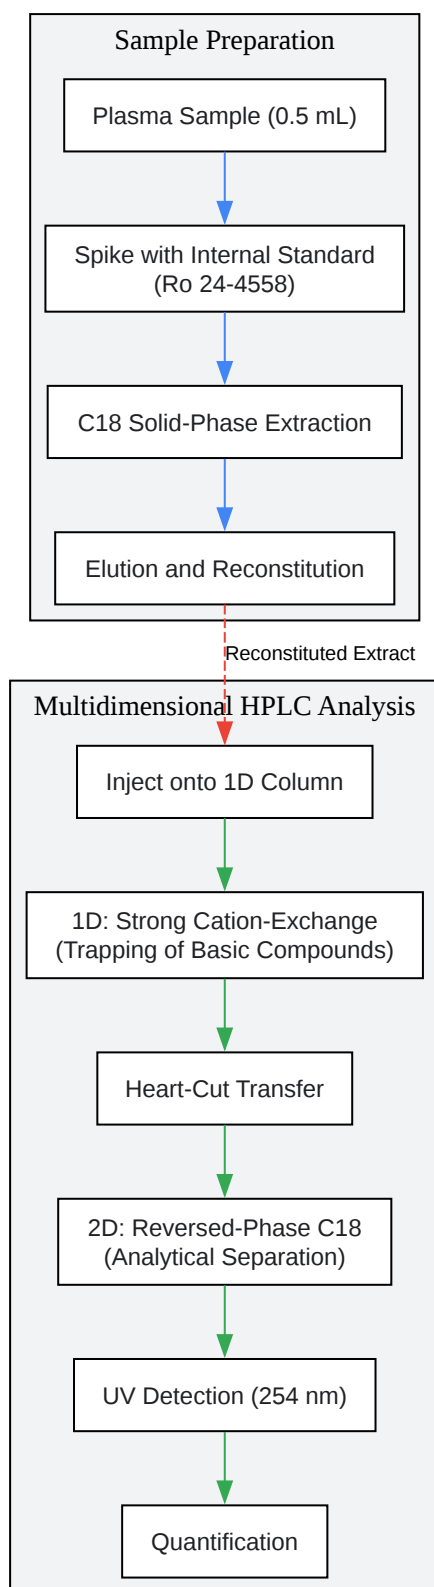 Sample Preparation
Plasma Sample (0.5 mL)
Spike with Internal Standard
(Ro 24-4558)
C18 Solid-Phase Extraction
Elution and Reconstitution
Reconstituted Extract
Multidimensional HPLC Analysis
Inject onto 1D Column
1D: Strong Cation-Exchange
(Trapping of Basic Compounds)
Heart-Cut Transfer
2D: Reversed-Phase C18
(Analytical Separation)
UV Detection (254 nm)
Quantification